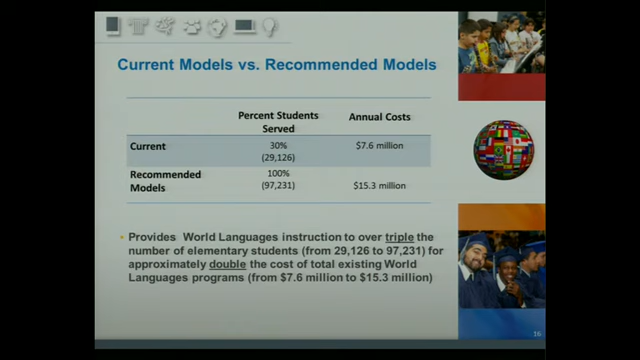 Current Models vs. Recommended Models
Percent Students Served
Annual Costs
Current
30%
(29,126)
$7.6 million
Recommended Models
100%
(97,231)
$15.3 million
• Provides World Languages instruction to over triple the
number of elementary students (from 29,126 to 97,231) for
approximately double the cost of total existing World
Languages programs (from $7.6 million to $15.3 million)
16